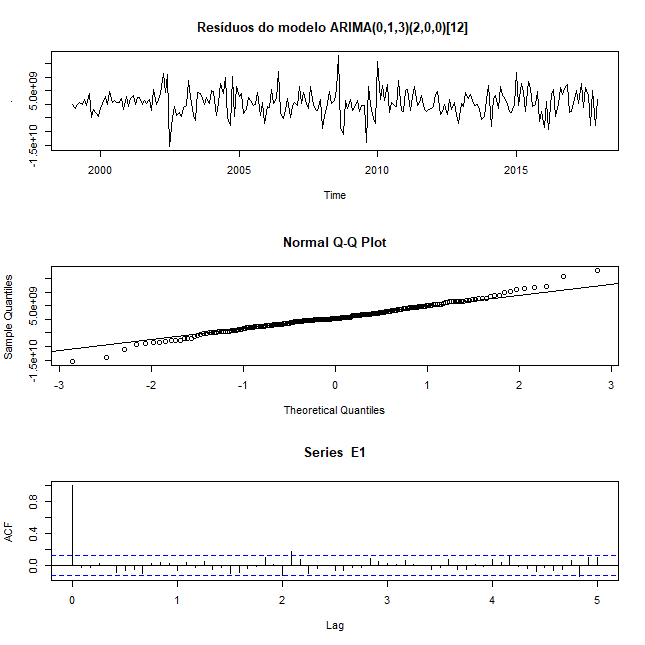 Resíduos do modelo ARIMA(0,1,3)(2,0,0)[12]
5.0e+09
-1.5e+10
2000 2005 2010 2015
Time
Normal Q-Q Plot
Sample Quantiles
5.0e+09
-1.5e+10
-3 -2 -1 0 1 2 3
Theoretical Quantiles
Series E1
ACF
0.8
0.4
0.0
0 1 2 3 4 5
Lag